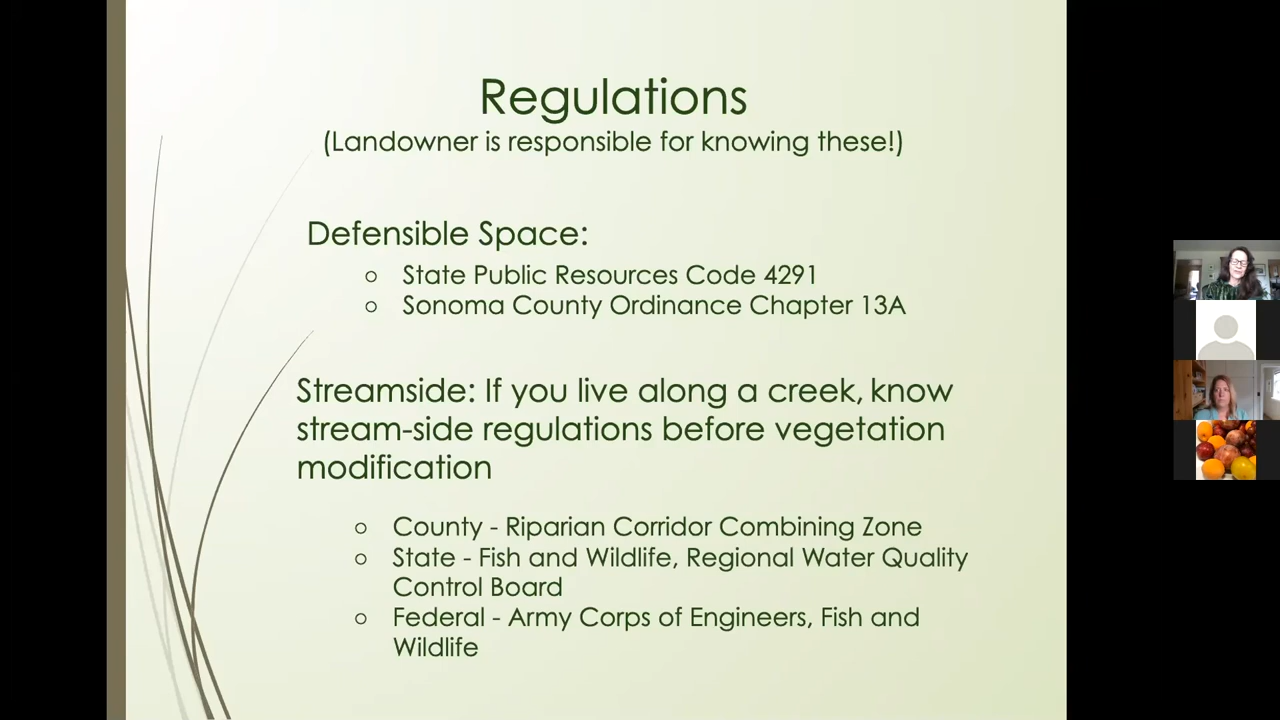 Regulations
(Landowner is responsible for knowing these!)
Defensible Space:
○ State Public Resources Code 4291
○ Sonoma County Ordinance Chapter 13A
Streamside: If you live along a creek, know
stream-side regulations before vegetation
modification
○ County - Riparian Corridor Combining Zone
○ State - Fish and Wildlife, Regional Water Quality
Control Board
○ Federal - Army Corps of Engineers, Fish and
Wildlife